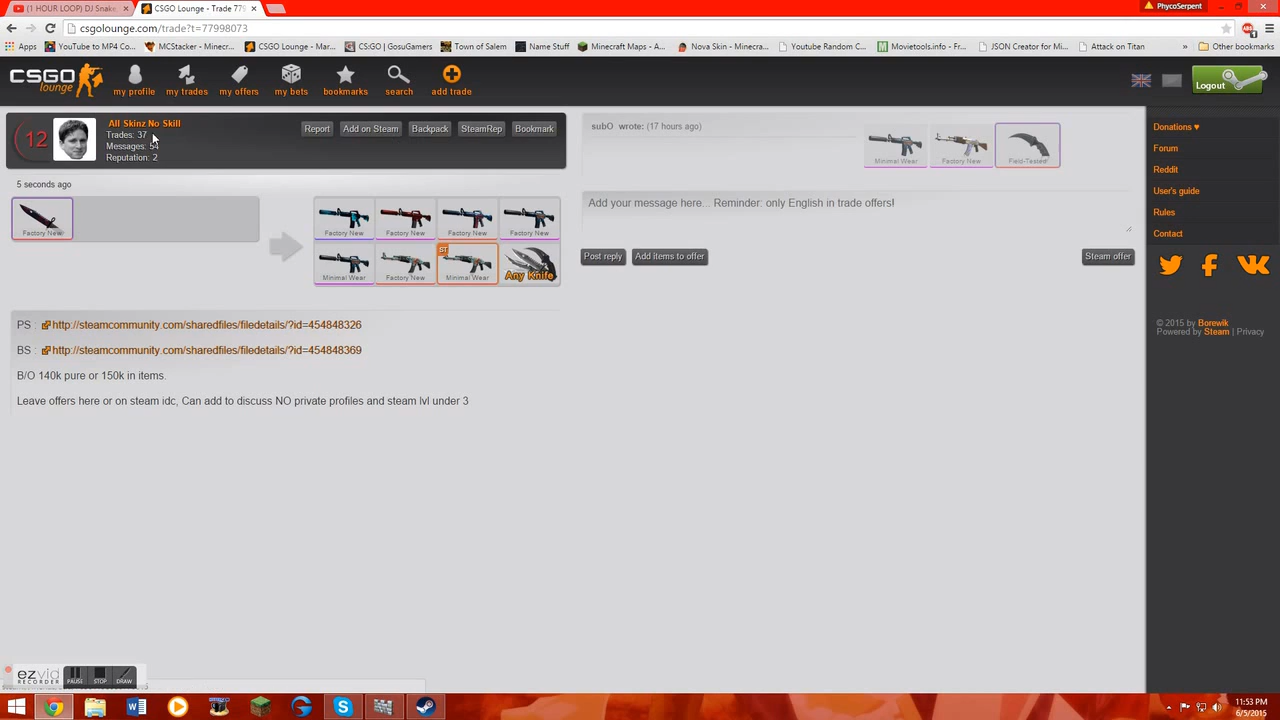 (1 HOUR LOOP) DJ Snake
CSGO Lounge - Trade 779
PhycoSerpent
csgolounge.com/trade?t=77998073
Apps
YouTube to MP4 Co...
MCStacker - Minecr...
CSGO Lounge - Mar...
CS:GO | GosuGamers
Town of Salem
Name Stuff
Minecraft Maps - A...
Nova Skin - Minecra...
Youtube Random C...
Movietools.info - Fr...
JSON Creator for Mi...
Attack on Titan
»
Other bookmarks
CSGO
lounge
my profile
my trades
my offers
my bets
bookmarks
search
add trade
Logout
12
All Skinz No Skill
Trades: 37
Messages: 54
Reputation: 2
Report
Add on Steam
Backpack
SteamRep
Bookmark
5 seconds ago
Factory New
Factory New
Factory New
Factory New
Factory New
Minimal Wear
Factory New
ST
Minimal Wear
Any Knife
PS : http://steamcommunity.com/sharedfiles/filedetails/?id=454848326
BS : http://steamcommunity.com/sharedfiles/filedetails/?id=454848369
B/O 140k pure or 150k in items.
Leave offers here or on steam idc, Can add to discuss NO private profiles and steam lvl under 3
subO wrote: (17 hours ago)
Minimal Wear
Factory New
Field-Tested
Add your message here... Reminder: only English in trade offers!
Post reply
Add items to offer
Steam offer
Donations ♥
Forum
Reddit
User's guide
Rules
Contact
© 2015 by Borewik
Powered by Steam | Privacy
ezvid
RECORDER
PAUSE
STOP
DRAW
11:53 PM
6/5/2015